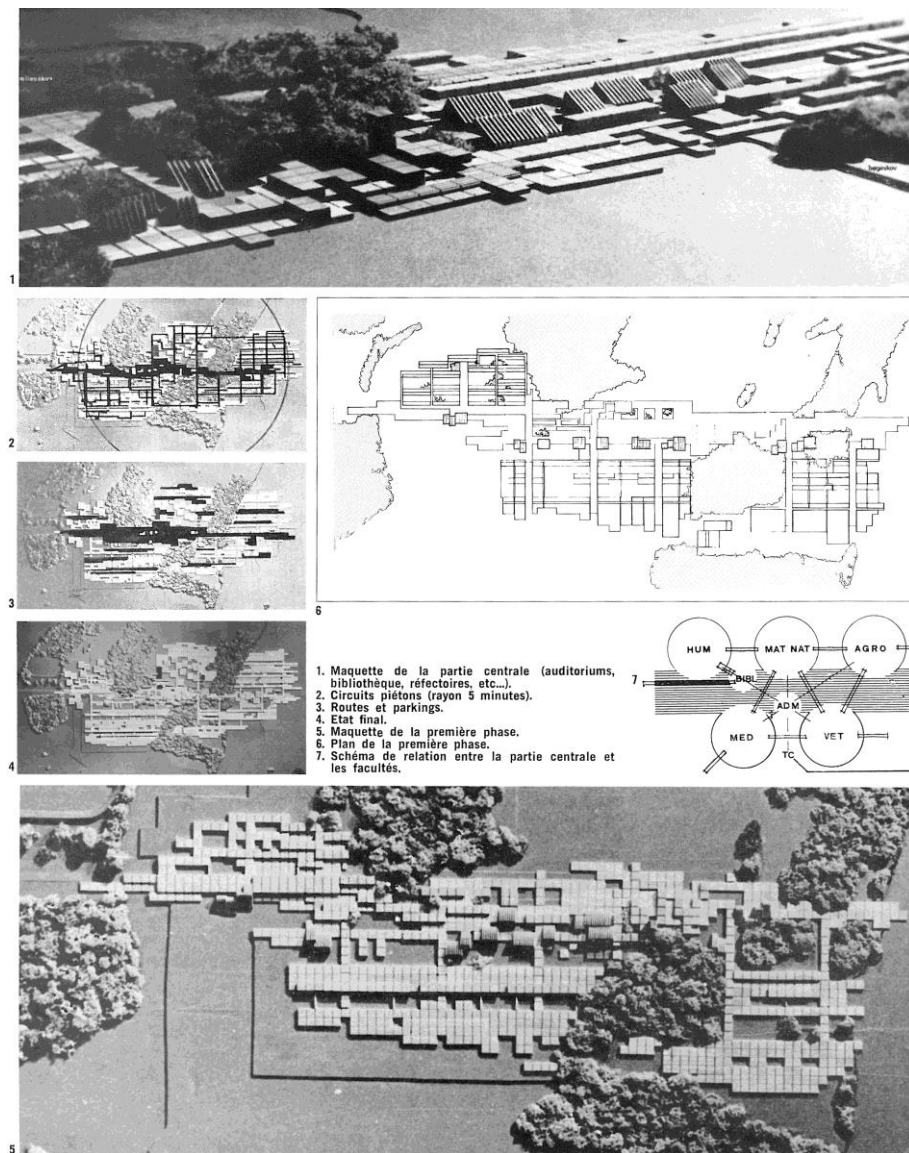 1
2
3
4
6
1. Maquette de la partie centrale (auditoriums,
bibliothèque, réfectoires, etc...).
2. Circuits piétons (rayon 5 minutes).
3. Routes et parkings.
4. Etat final.
5. Maquette de la première phase.
6. Plan de la première phase.
7. Schéma de relation entre la partie centrale et
les facultés.
7
HUM
MAT NAT
AGRO
BIBL
ADM
MED
VET
TC
5